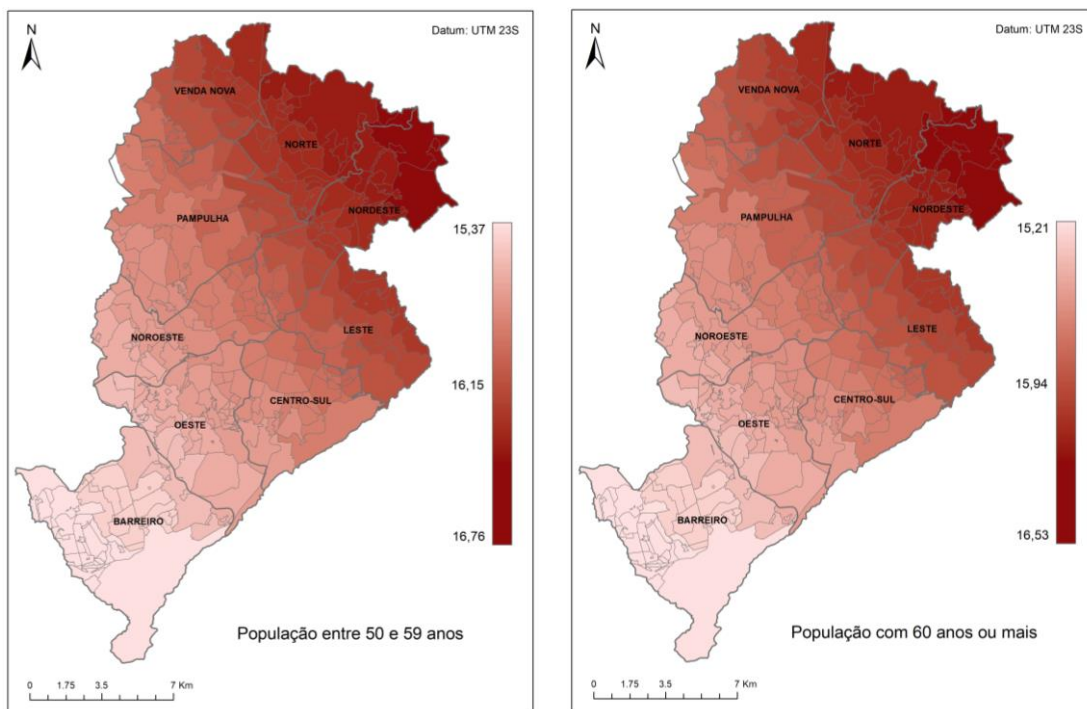 N
Datum: UTM 23S
VENDA NOVA
NORTE
NORDESTE
PAMPULHA
15,37
NOROESTE
LESTE
16,15
CENTRO-SUL
OESTE
BARREIRO
16,76
População entre 50 e 59 anos
0 1.75 3.5 7 Km
N
Datum: UTM 23S
VENDA NOVA
NORTE
NORDESTE
PAMPULHA
15,21
NOROESTE
LESTE
15,94
CENTRO-SUL
OESTE
BARREIRO
16,53
População com 60 anos ou mais
0 1.75 3.5 7 Km